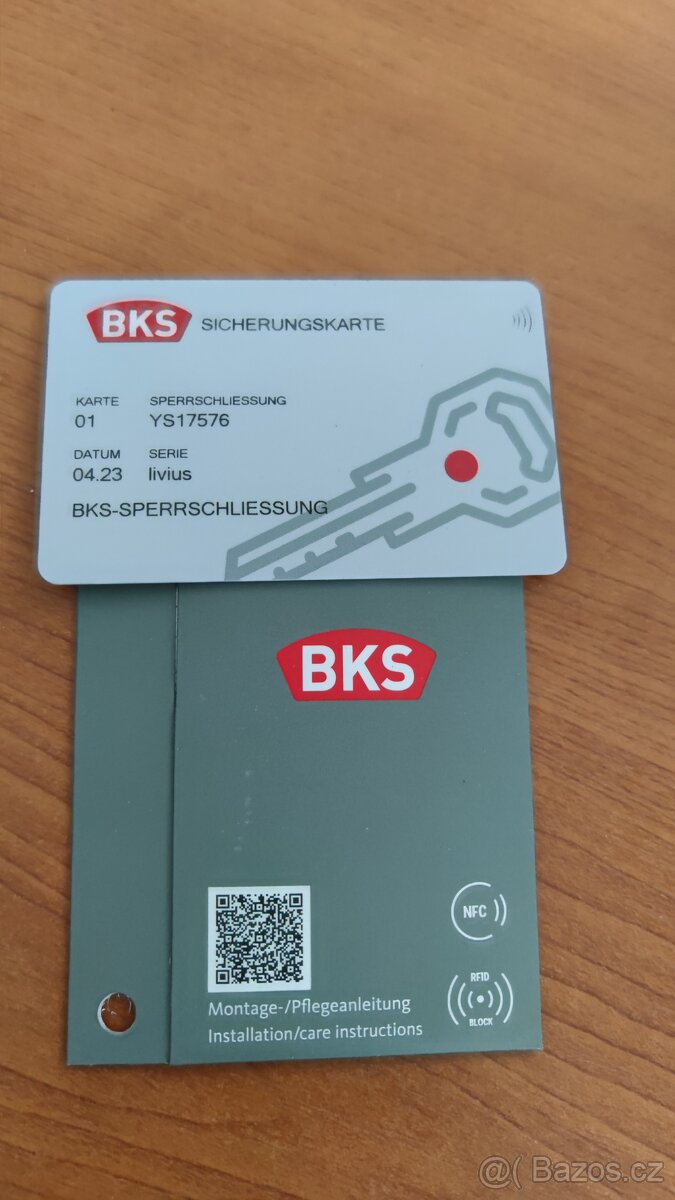 BKS SICHERUNGSKARTE
KARTE SPERRSCHLIESSUNG
01 YS17576
DATUM SERIE
04.23 livius
BKS-SPERRSCHLIESSUNG
BKS
NFC
RFID
BLOCK
Montage-/Pflegeanleitung
Installation/care instructions
@( Bazos.cz